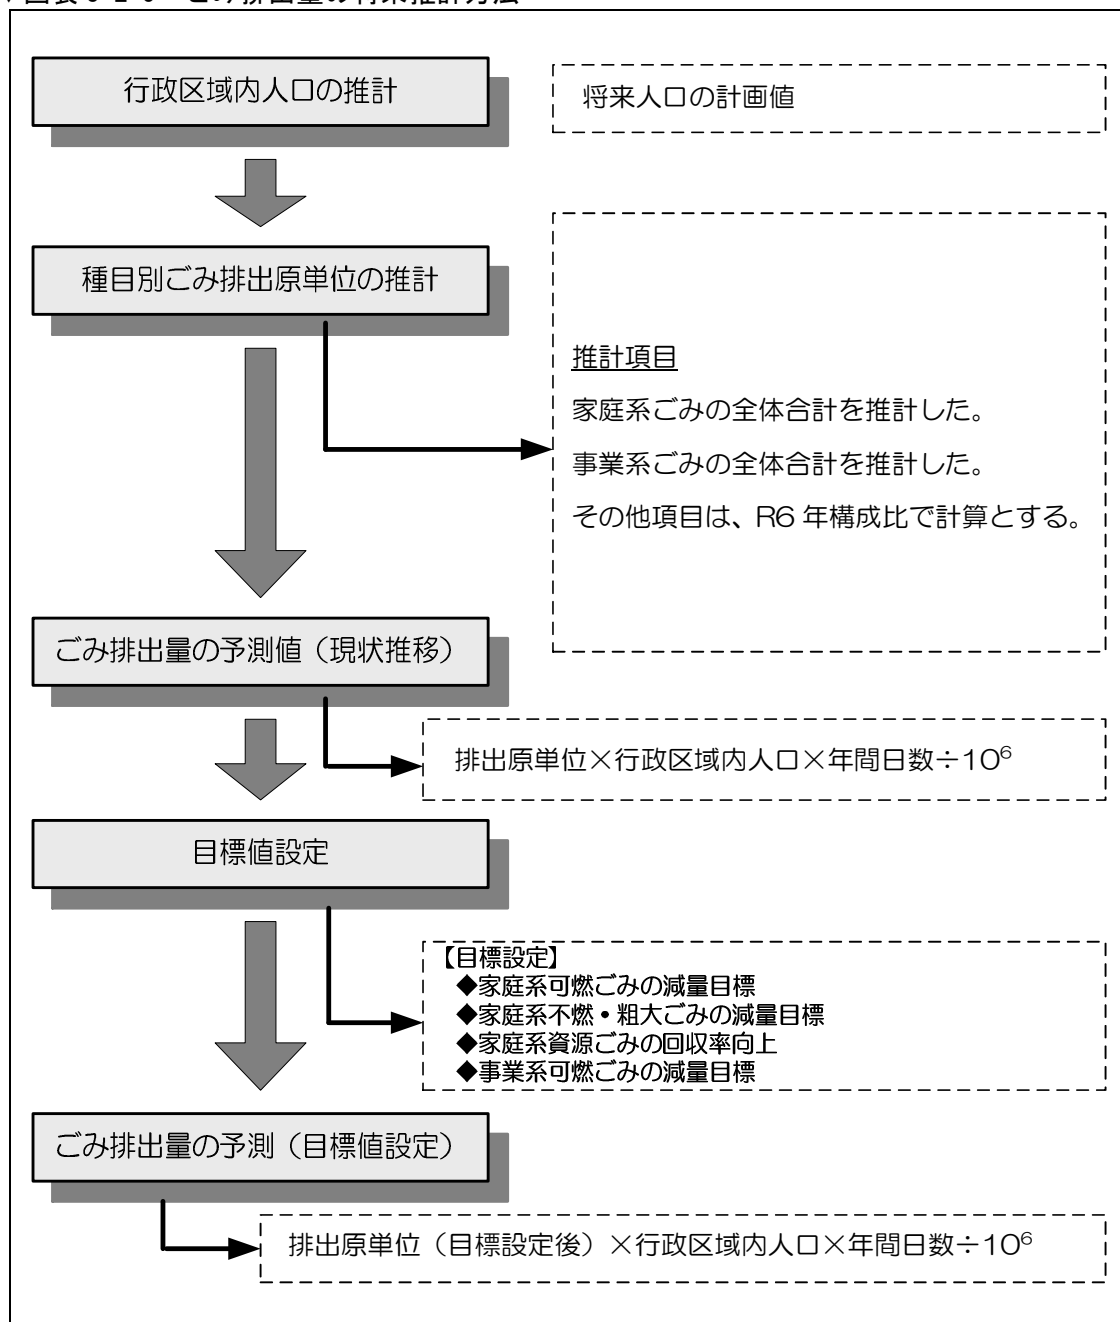 行政区域内人口の推計
将来人口の計画値
種目別ごみ排出原単位の推計
推計項目
家庭系ごみの全体合計を推計した。
事業系ごみの全体合計を推計した。
その他項目は、R6 年構成比で計算とする。
ごみ排出量の予測値（現状推移）
排出原単位×行政区域内人口×年間日数÷10⁶
目標値設定
【目標設定】
◆家庭系可燃ごみの減量目標
◆家庭系不燃・粗大ごみの減量目標
◆家庭系資源ごみの回収率向上
◆事業系可燃ごみの減量目標
ごみ排出量の予測（目標値設定）
排出原単位（目標設定後）×行政区域内人口×年間日数÷10⁶